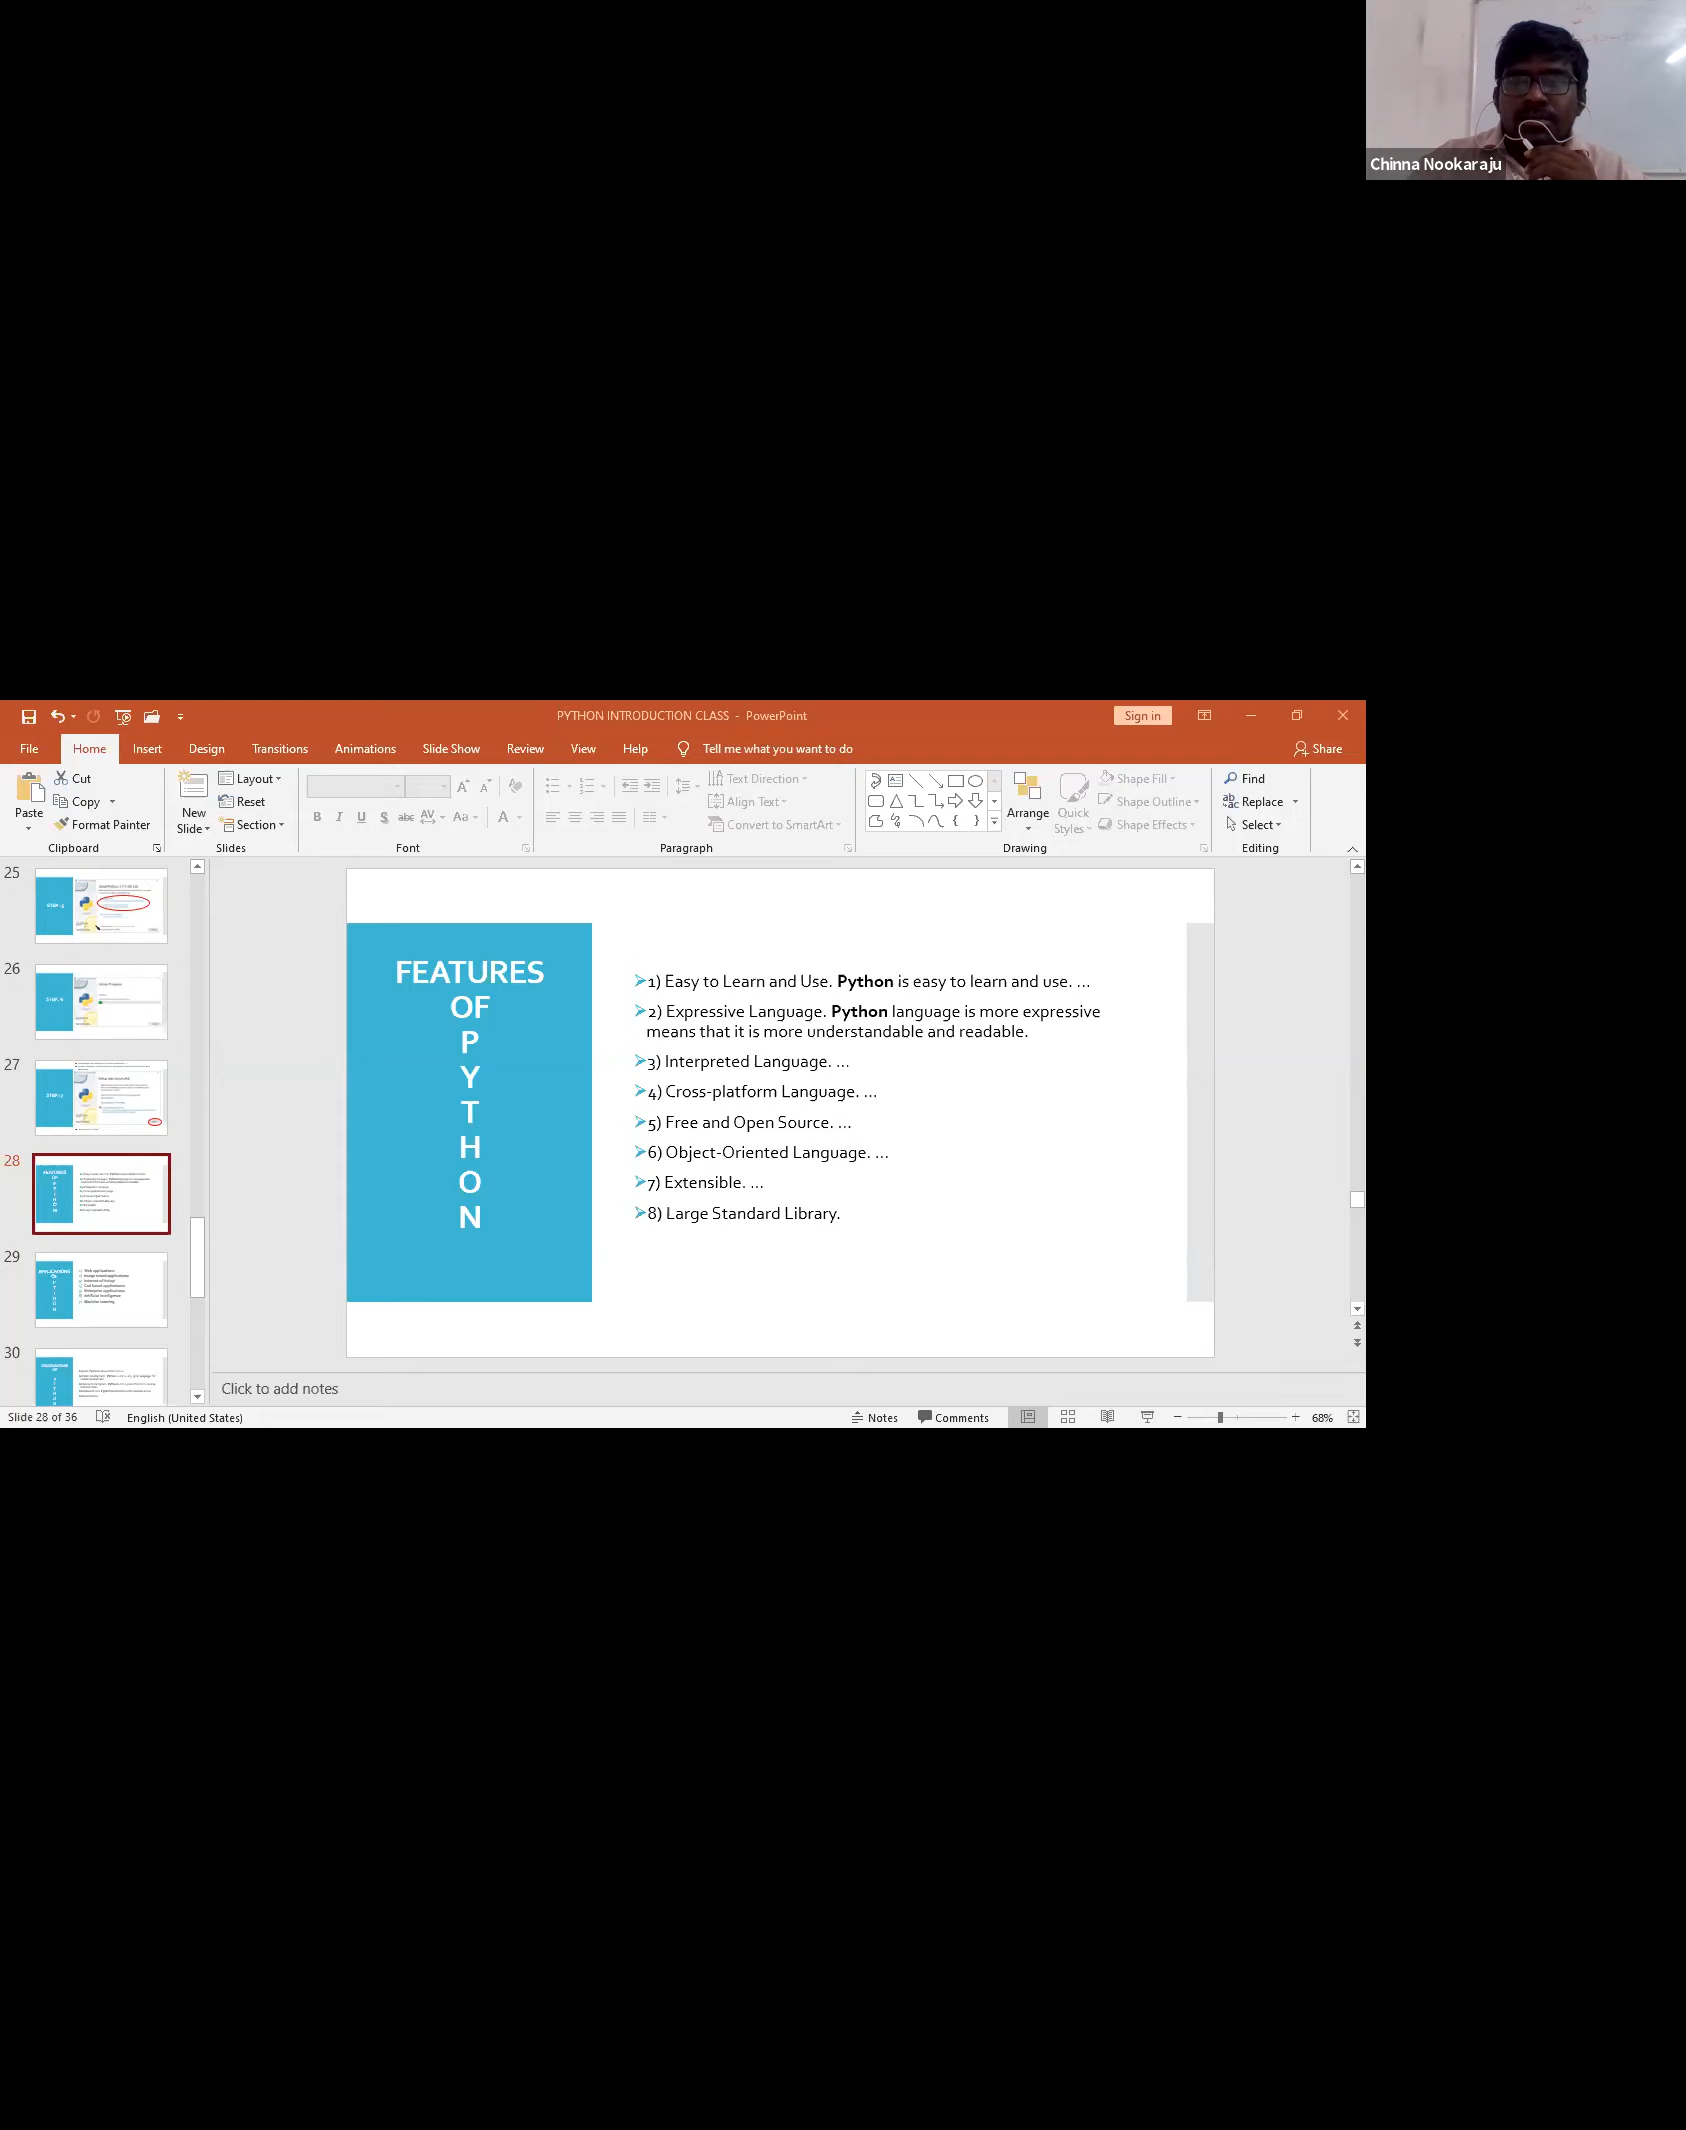 Chinna Nookaraju
PYTHON INTRODUCTION CLASS - PowerPoint
Sign in
File Home Insert Design Transitions Animations Slide Show Review View Help Tell me what you want to do Share
Paste
Cut
Copy
Format Painter
Clipboard
New Slide
Layout
Reset
Section
Slides
Font
Text Direction
Align Text
Convert to SmartArt
Paragraph
Arrange
Quick Styles
Shape Fill
Shape Outline
Shape Effects
Drawing
Find
Replace
Select
Editing
25
26
27
28
29
30
FEATURES
OF
P
Y
T
H
O
N
1) Easy to Learn and Use. Python is easy to learn and use. ...
2) Expressive Language. Python language is more expressive
means that it is more understandable and readable.
3) Interpreted Language. ...
4) Cross-platform Language. ...
5) Free and Open Source. ...
6) Object-Oriented Language. ...
7) Extensible. ...
8) Large Standard Library.
Click to add notes
Slide 28 of 36 English (United States) Notes Comments 68%